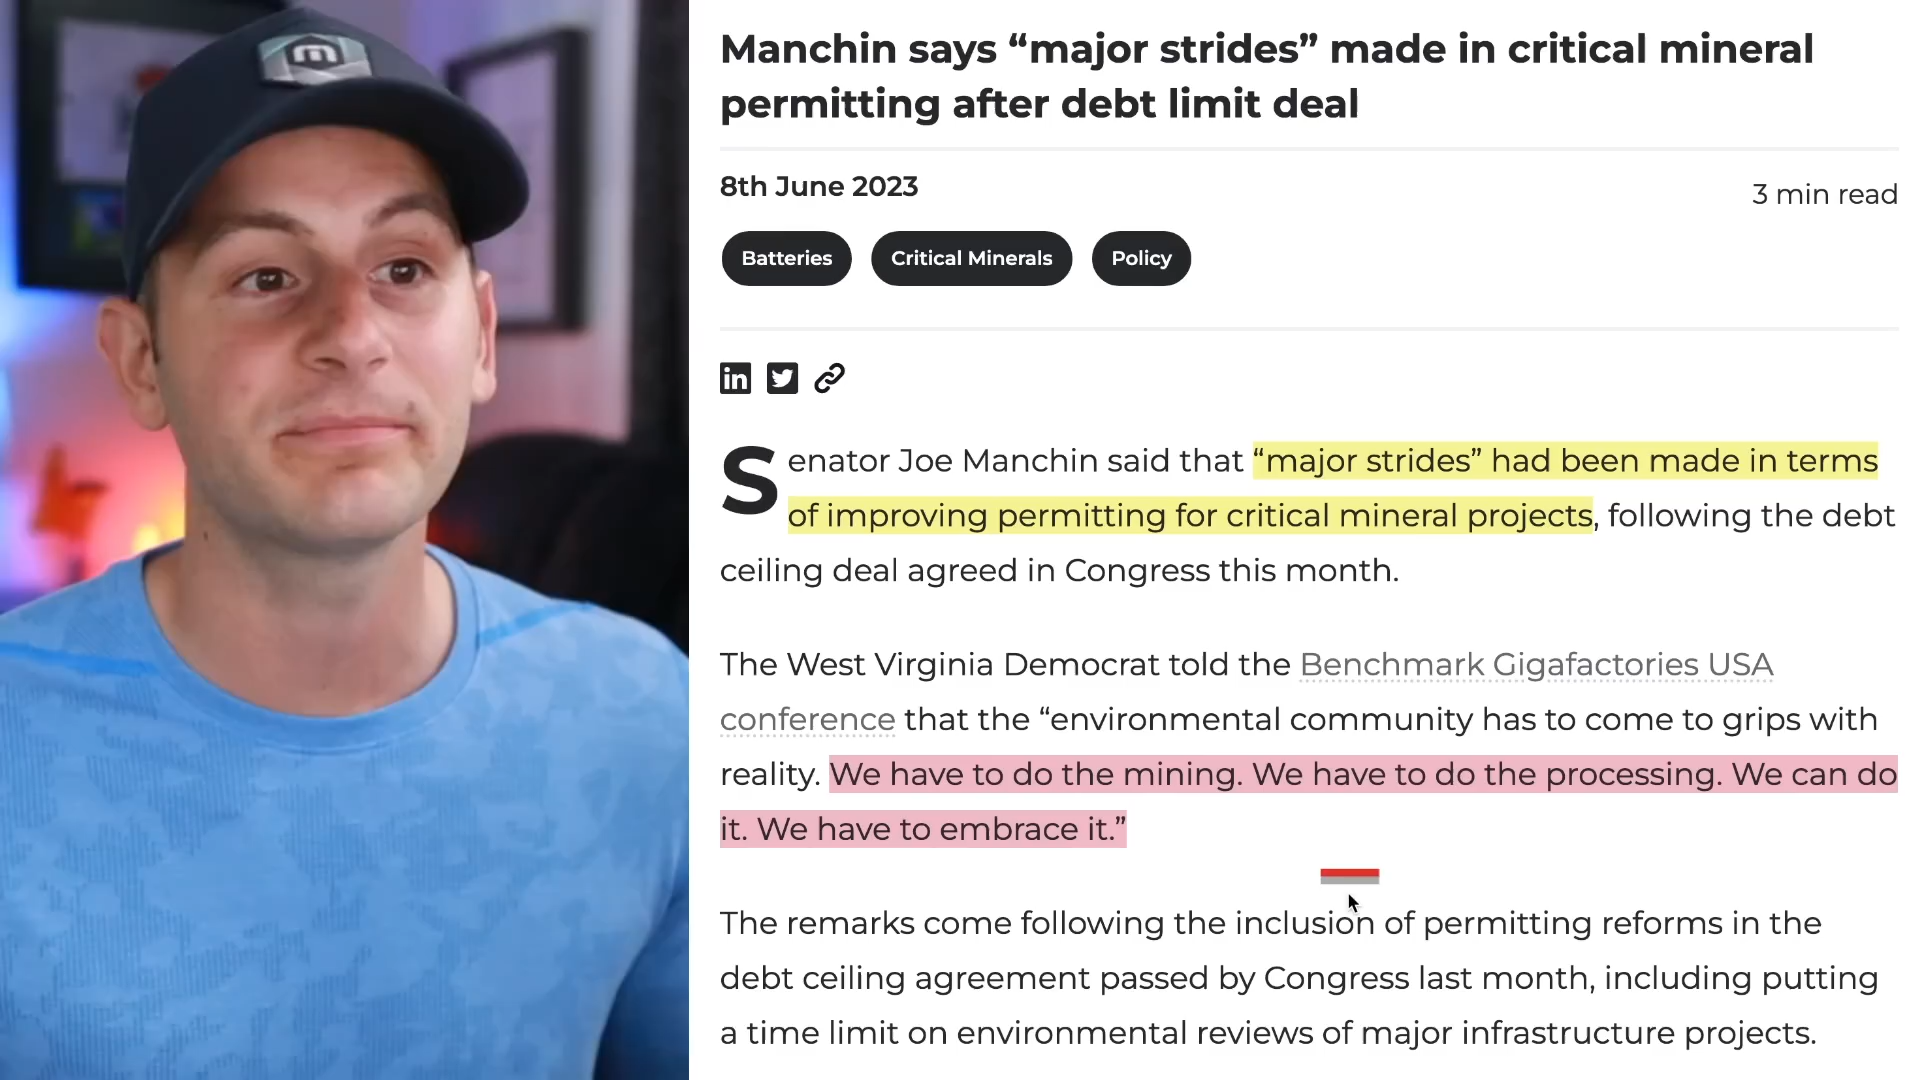 m
Manchin says “major strides” made in critical mineral
permitting after debt limit deal
8th June 2023
3 min read
Batteries
Critical Minerals
Policy
in
Senator Joe Manchin said that “major strides” had been made in terms
of improving permitting for critical mineral projects, following the debt
ceiling deal agreed in Congress this month.
The West Virginia Democrat told the Benchmark Gigafactories USA
conference that the “environmental community has to come to grips with
reality. We have to do the mining. We have to do the processing. We can do
it. We have to embrace it.”
The remarks come following the inclusion of permitting reforms in the
debt ceiling agreement passed by Congress last month, including putting
a time limit on environmental reviews of major infrastructure projects.